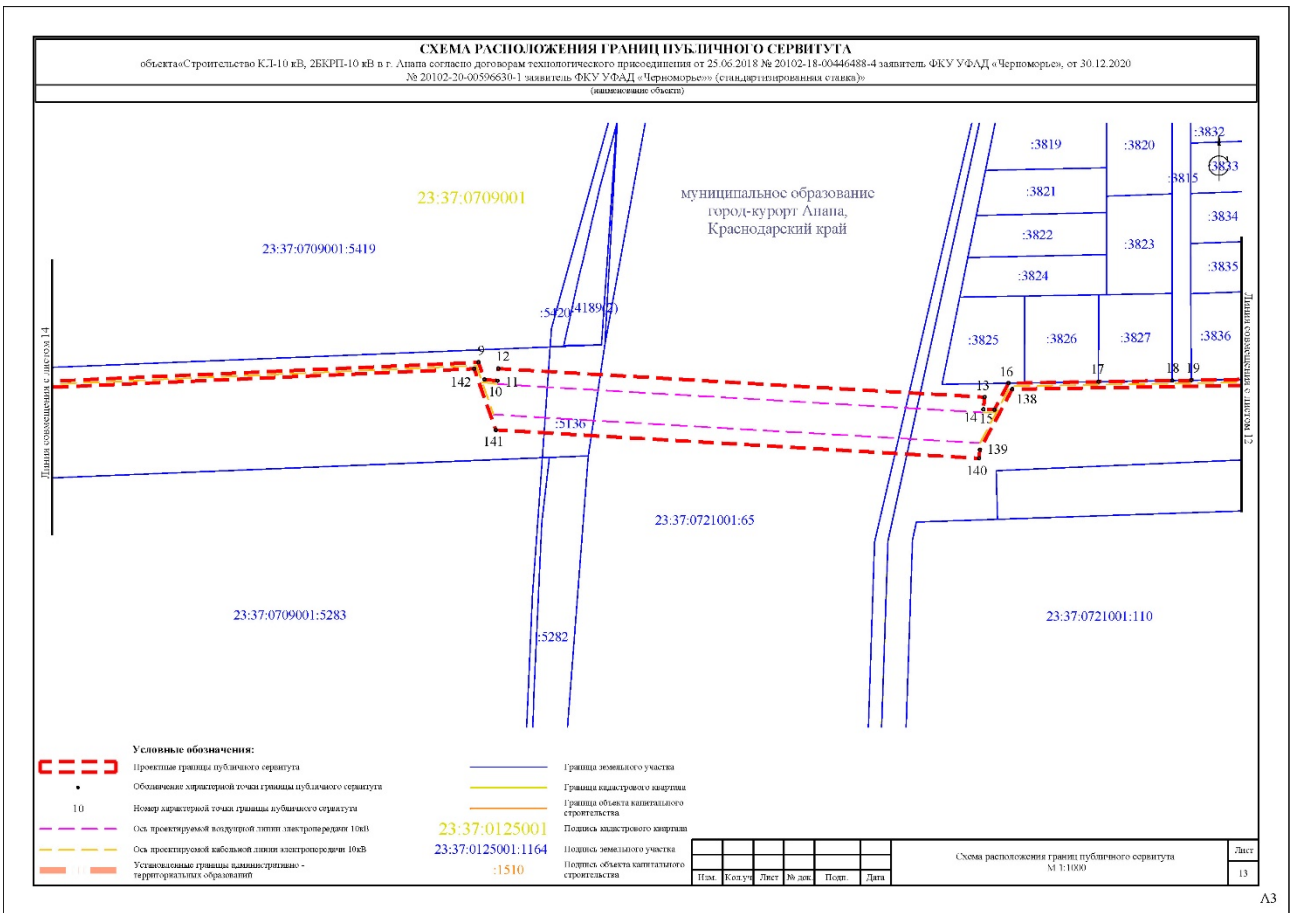 СХЕМА РАСПОЛОЖЕНИЯ ГРАНИЦ ПУБЛИЧНОГО СЕРВИТУТА
объекта«Строительство КЛ-10 кВ, 2БКРП-10 кВ в г. Анапа согласно договорам технологического присоединения от 25.06.2018 № 20102-18-00446488-4 заявитель ФКУ УФАД «Черноморье», от 30.12.2020
№ 20102-20-00596630-1 заявитель ФКУ УФАД «Черноморье»» (стандартизированная ставка)»
(наименование объекта)
:3832
:3819
:3820
:3833
:3815
23:37:0709001
муниципальное образование
город-курорт Анапа,
Краснодарский край
:3821
:3834
:3822
23:37:0709001:5419
:3823
:3824
:3835
:5420
:4189(2)
Линия совмещения с листом 14
Линия совмещения с листом 12
:3825
:3826
:3827
:3836
9
12
142
10
11
13
14
15
16
138
17
18
19
141
:5136
139
140
23:37:0721001:65
23:37:0709001:5283
:5282
23:37:0721001:110
Условные обозначения:
Проектные границы публичного сервитута
Обозначение характерной точки границы публичного сервитута
10
Номер характерной точки границы публичного сервитута
Ось проектируемой воздушной линии электропередачи 10кВ
Ось проектируемой кабельной линии электропередачи 10кВ
Установленные границы административно -
территориальных образований
Граница земельного участка
Граница кадастрового квартала
Граница объекта капитального
строительства
23:37:0125001
Подпись кадастрового квартала
23:37:0125001:1164
Подпись земельного участка
:1510
Подпись объекта капитального
строительства
Изм.
Кол.уч
Лист
№ док.
Подп.
Дата
Схема расположения границ публичного сервитута
М 1:1000
Лист
13
А3